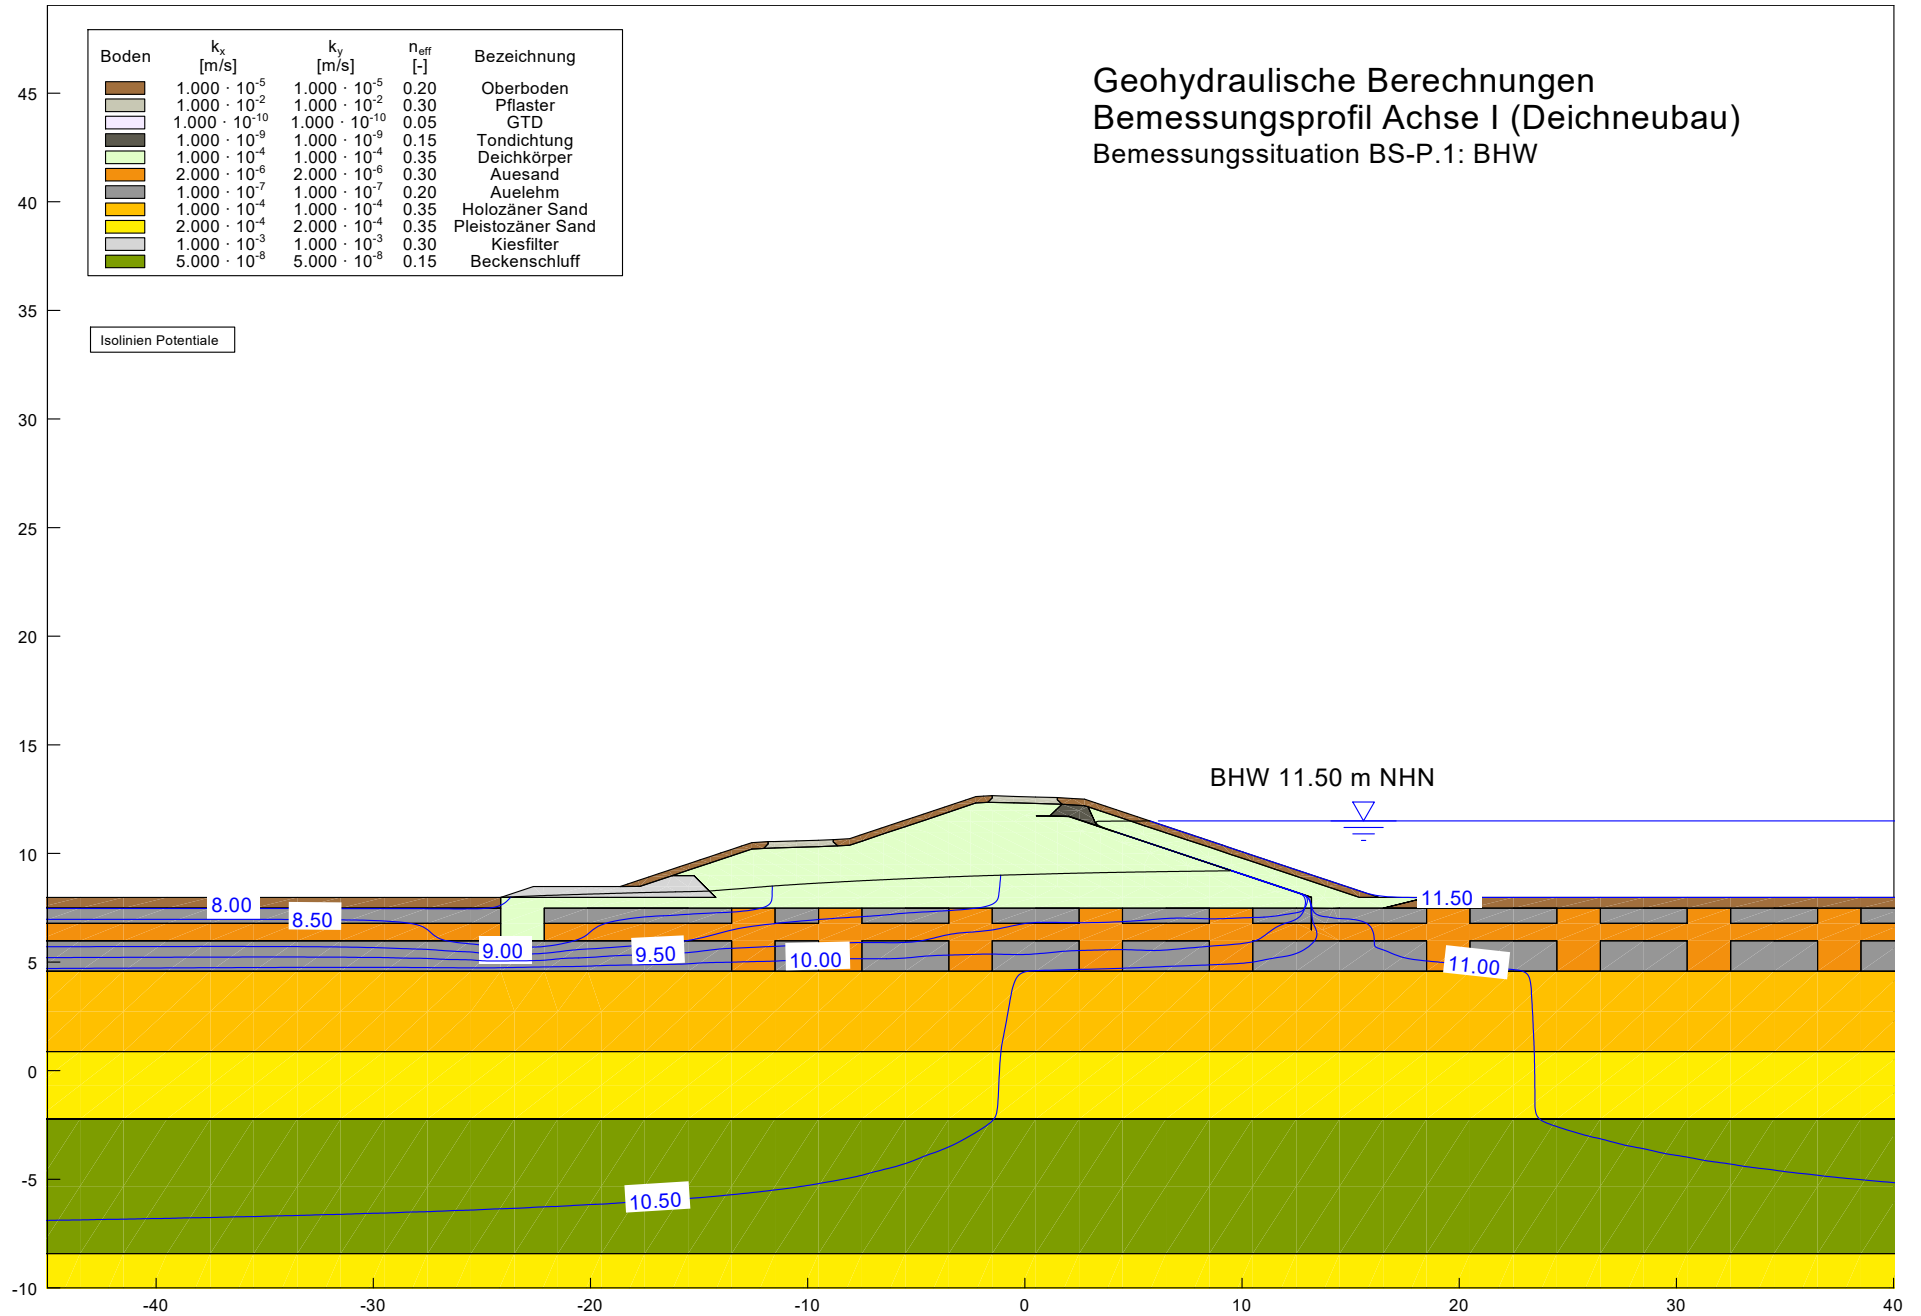 Boden kx [m/s] ky [m/s] neff [-] Bezeichnung
1.000 · 10-5 1.000 · 10-5 0.20 Oberboden
1.000 · 10-2 1.000 · 10-2 0.30 Pflaster
1.000 · 10-10 1.000 · 10-10 0.05 GTD
1.000 · 10-9 1.000 · 10-9 0.15 Tondichtung
1.000 · 10-4 1.000 · 10-4 0.35 Deichkörper
2.000 · 10-6 2.000 · 10-6 0.30 Auesand
1.000 · 10-7 1.000 · 10-7 0.20 Auelehm
1.000 · 10-4 1.000 · 10-4 0.35 Holozäner Sand
2.000 · 10-4 2.000 · 10-4 0.35 Pleistozäner Sand
1.000 · 10-3 1.000 · 10-3 0.30 Kiesfilter
5.000 · 10-8 5.000 · 10-8 0.15 Beckenschluff
Geohydraulische Berechnungen
Bemessungsprofil Achse I (Deichneubau)
Bemessungssituation BS-P.1: BHW
Isolinien Potentiale
45
40
35
30
25
20
15
10
5
0
-5
-10
BHW 11.50 m NHN
8.00
8.50
9.00
9.50
10.00
11.50
11.00
10.50
-40 -30 -20 -10 0 10 20 30 40